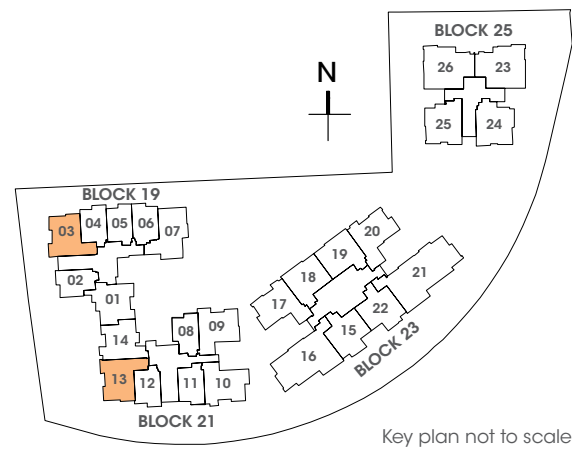 BLOCK 25
26 23
25 24
N
BLOCK 19
03 04 05 06 07
02
01
14
13 12 11 10
08 09
BLOCK 21
20
19
18
17
21
22
15
16
BLOCK 23
Key plan not to scale